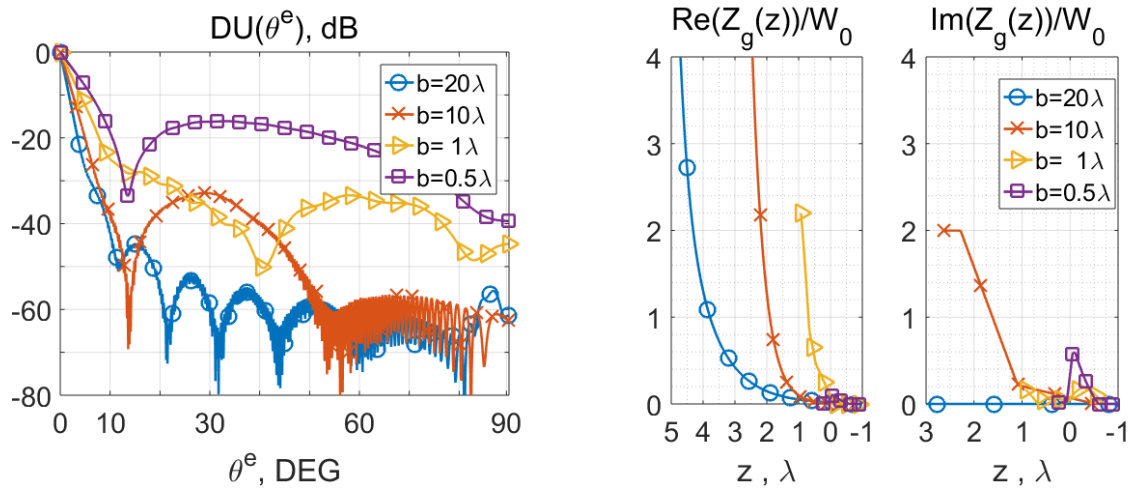 DU(θᵉ), dB
0
-20
-40
-60
-80
0 10 30 60 90
θᵉ, DEG
b=20λ
b=10λ
b= 1λ
b=0.5λ
Re(Z_g(z))/W_0
4
3
2
1
0
5 4 3 2 1 0 -1
z , λ
Im(Z_g(z))/W_0
4
3
2
1
0
3 2 1 0 -1
z , λ
b=20λ
b=10λ
b= 1λ
b=0.5λ